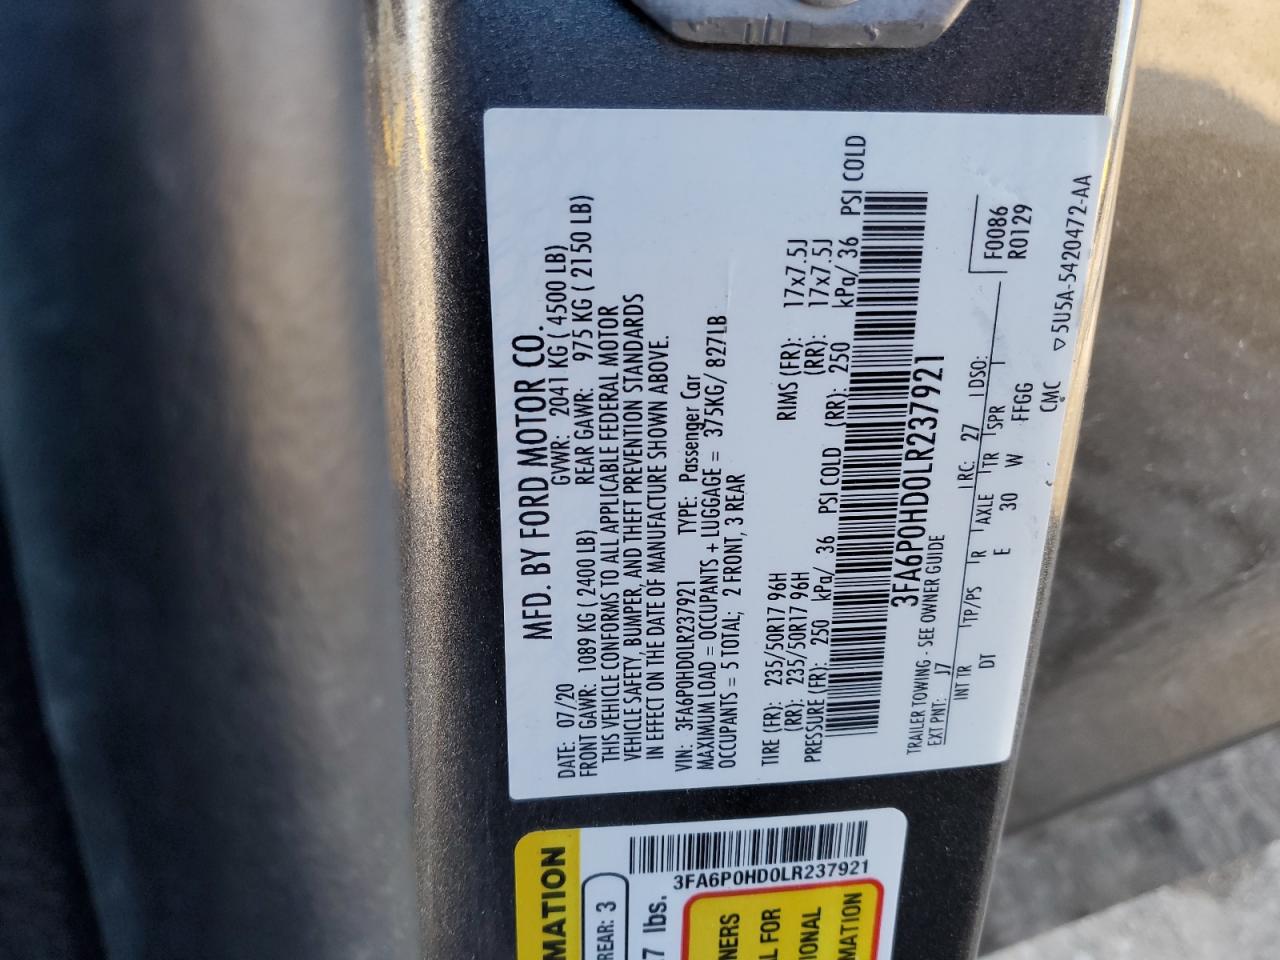 MFD. BY FORD MOTOR CO.
DATE: 07/20 GVWR: 2041 KG ( 4500 LB)
FRONT GAWR: 1089 KG ( 2400 LB) REAR GAWR: 975 KG ( 2150 LB)
THIS VEHICLE CONFORMS TO ALL APPLICABLE FEDERAL MOTOR
VEHICLE SAFETY, BUMPER, AND THEFT PREVENTION STANDARDS
IN EFFECT ON THE DATE OF MANUFACTURE SHOWN ABOVE.
VIN: 3FA6P0HD0LR237921 TYPE: Passenger Car
MAXIMUM LOAD = OCCUPANTS + LUGGAGE = 375KG/ 827LB
OCCUPANTS = 5 TOTAL; 2 FRONT, 3 REAR
TIRE (FR): 235/50R17 96H RIMS (FR): 17x7.5J
(RR): 235/50R17 96H (RR): 17x7.5J
PRESSURE (FR): 250 kPa/ 36 PSI COLD (RR): 250 kPa/ 36 PSI COLD
3FA6P0HD0LR237921
TRAILER TOWING - SEE OWNER GUIDE
EXT PNT: J7 RC: 27 DSO: F0086
INT TR TP/PS R AXLE TR SPR R0129
DT E 30 W FFGG
CMC ▽5U5A-5420472-AA
MATION
REAR: 3
7 lbs.
3FA6P0HD0LR237921
NERS
L FOR
IONAL
MATION